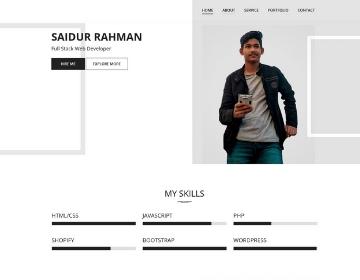 HOME ABOUT SERVICE PORTFOLIO CONTACT
SAIDUR RAHMAN
Full Stack Web Developer
HIRE ME EXPLORE MORE
MY SKILLS
HTML/CSS JAVASCRIPT PHP
SHOPIFY BOOTSTRAP WORDPRESS